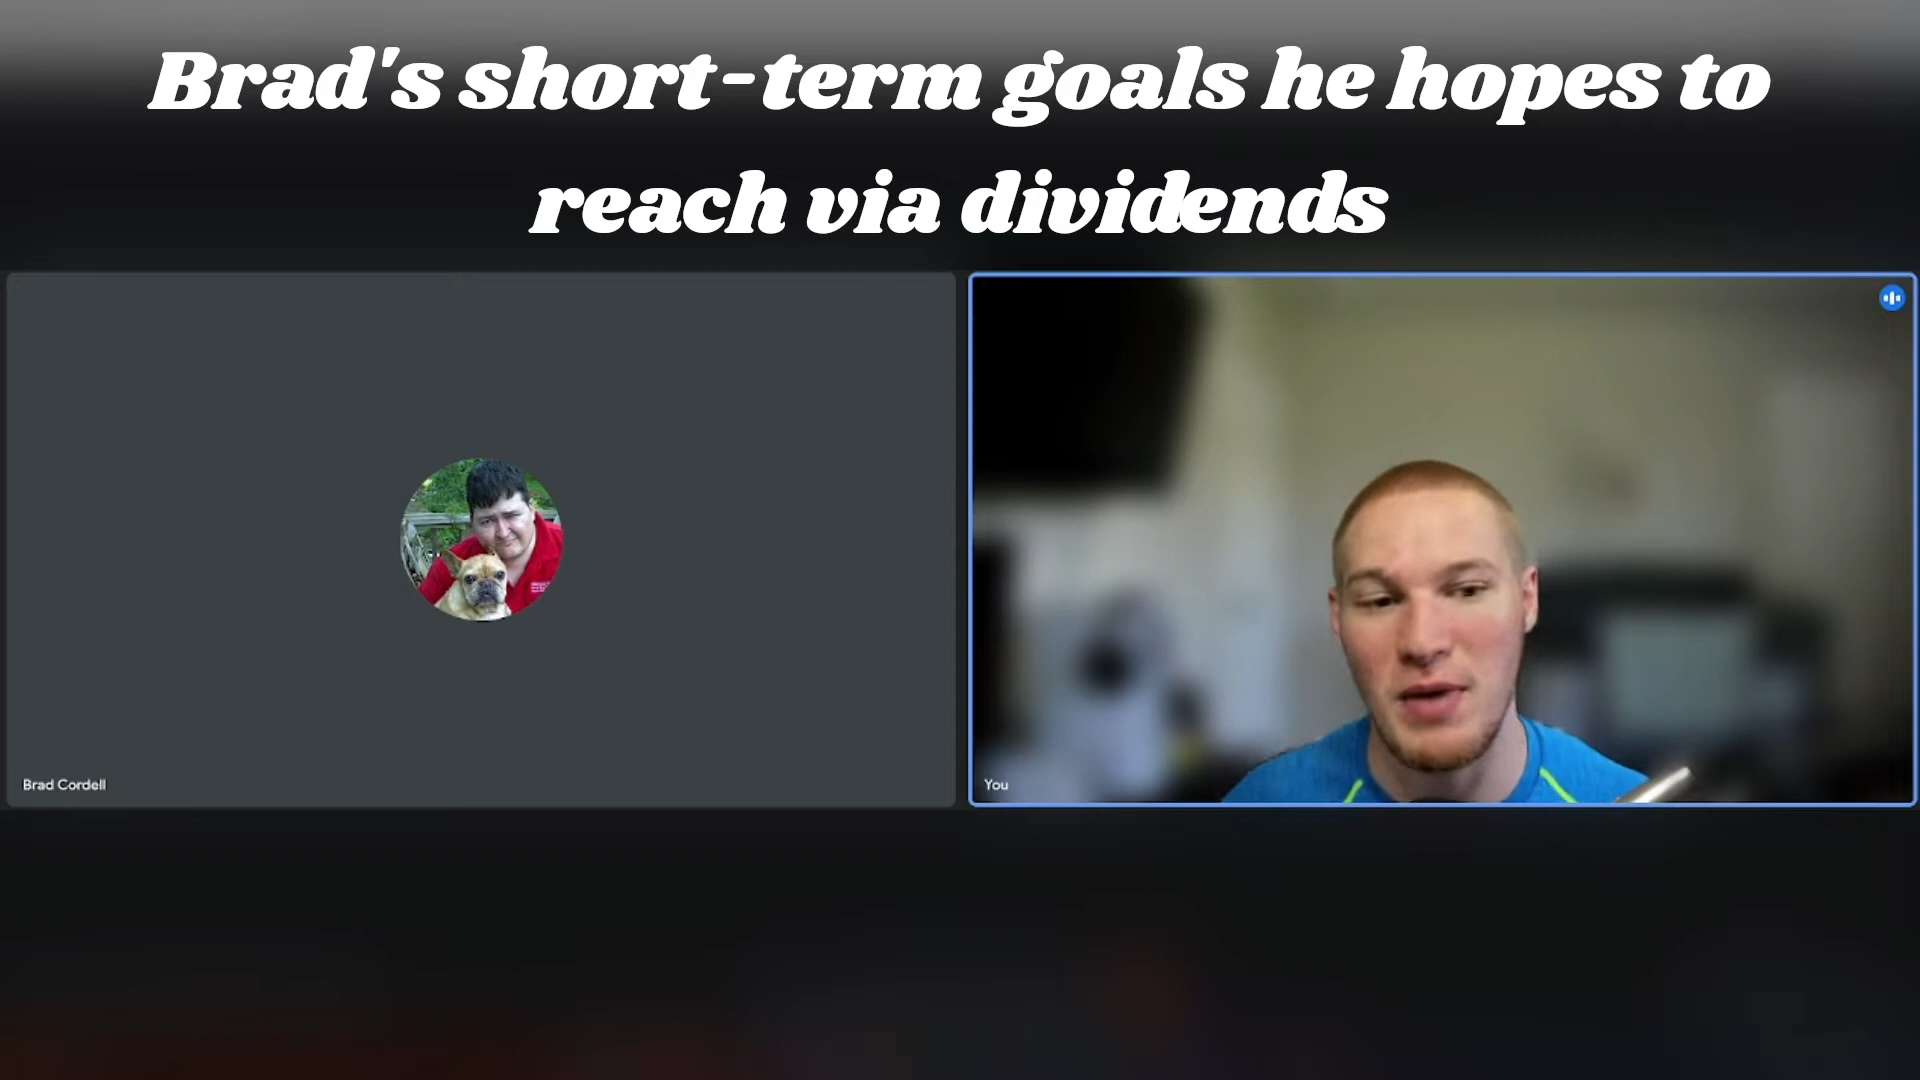 Brad's short-term goals he hopes to
reach via dividends
Brad Cordell
You